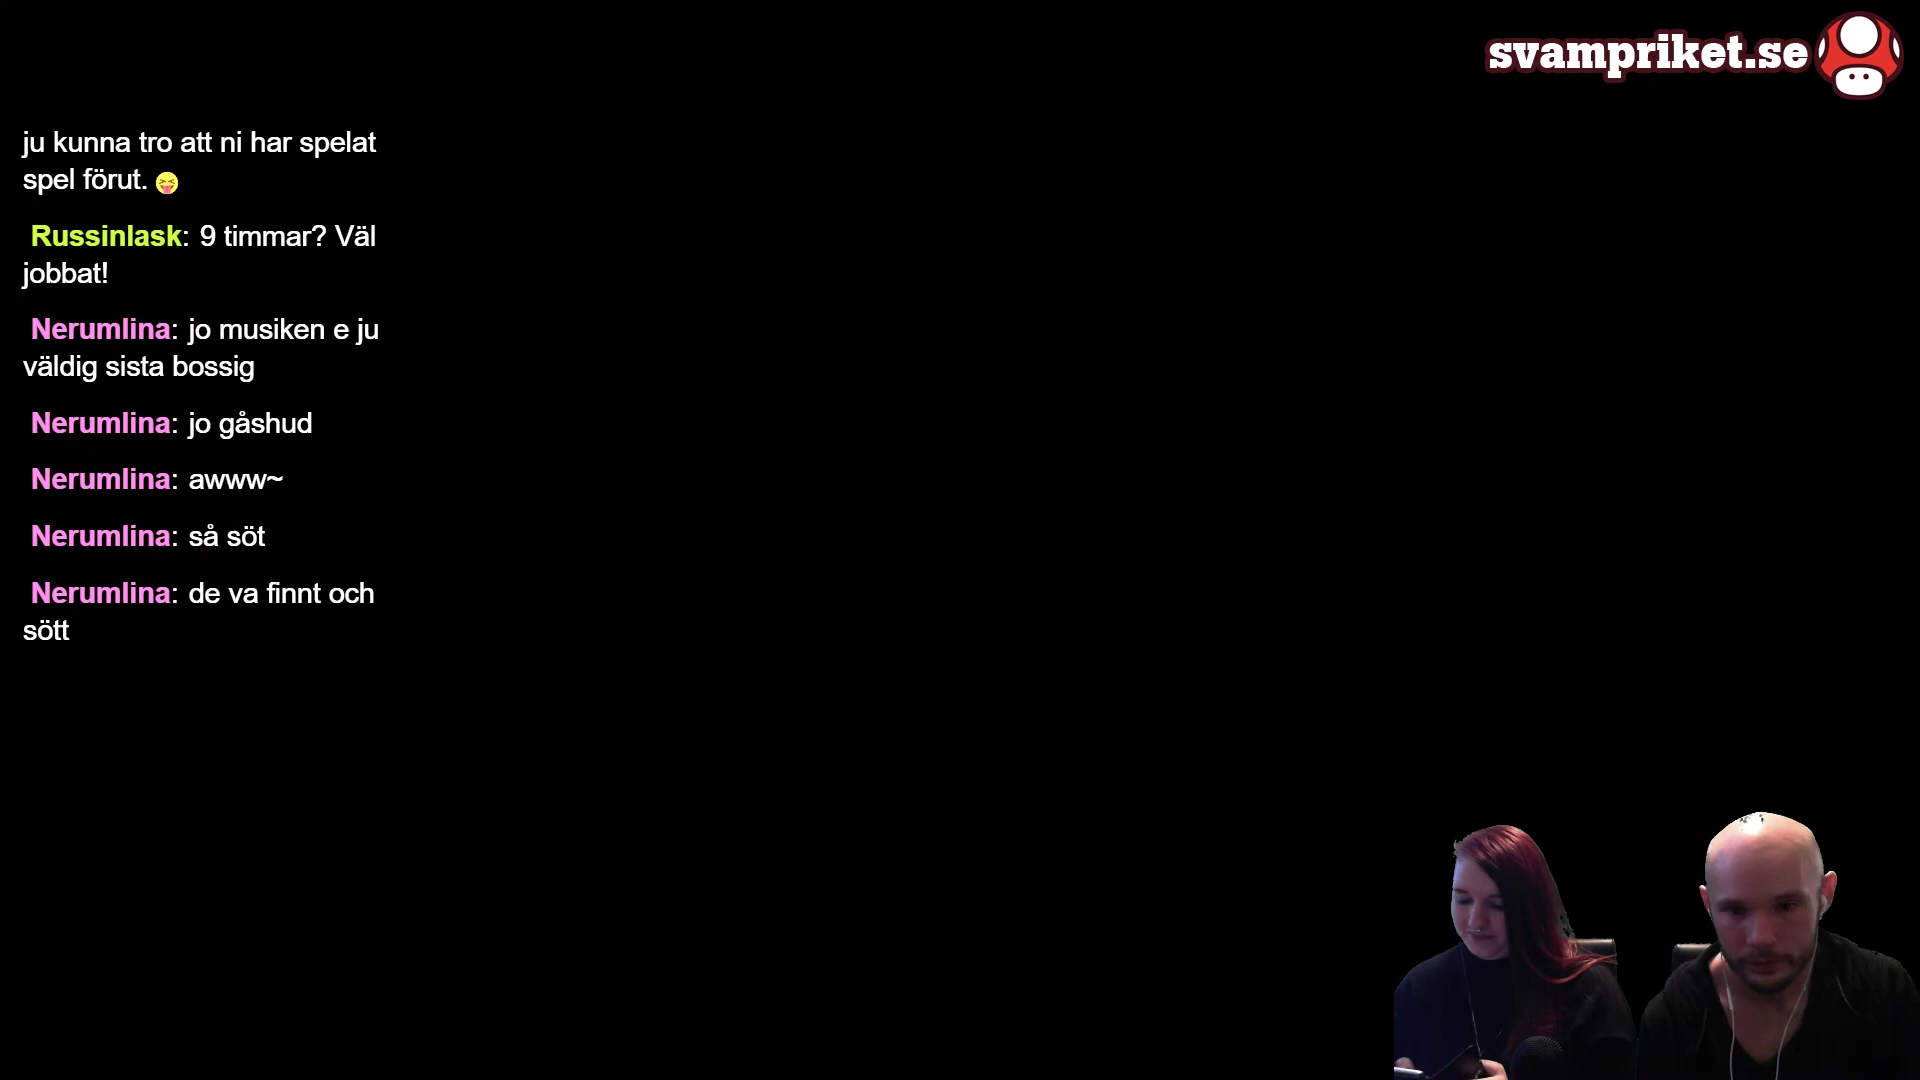 svampriket.se
ju kunna tro att ni har spelat
spel förut. 😝
Russinlask: 9 timmar? Väl
jobbat!
Nerumlina: jo musiken e ju
väldig sista bossig
Nerumlina: jo gåshud
Nerumlina: awww~
Nerumlina: så söt
Nerumlina: de va finnt och
sött